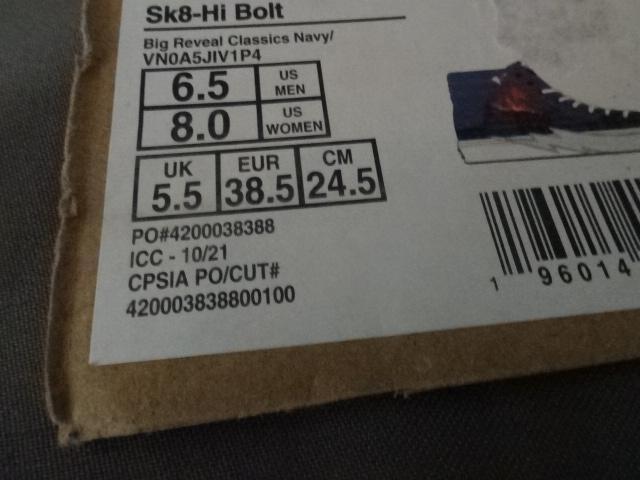 Sk8-Hi Bolt
Big Reveal Classics Navy/
VN0A5JIV1P4
6.5 US MEN
8.0 US WOMEN
UK EUR CM
5.5 38.5 24.5
PO#4200038388
ICC - 10/21
CPSIA PO/CUT#
420003838800100
1 96014